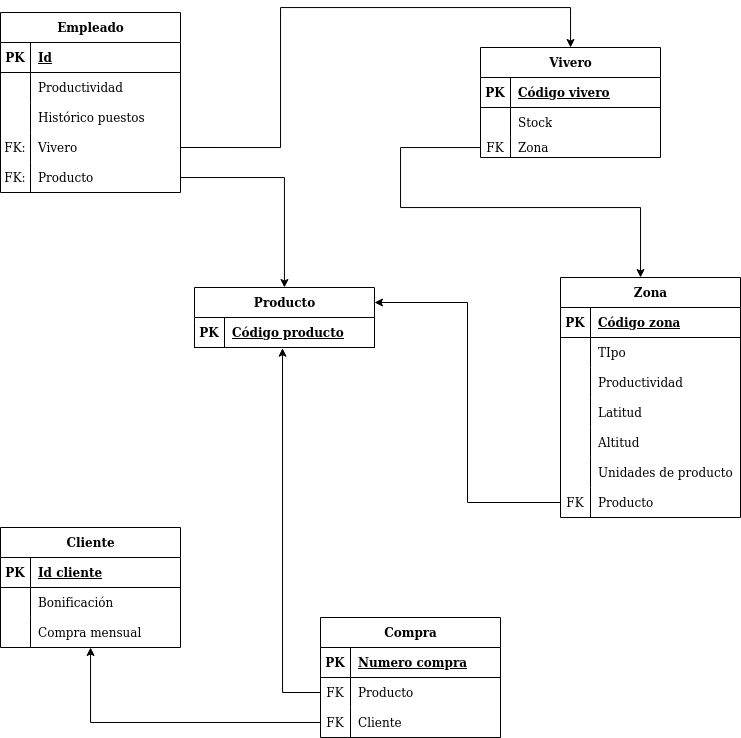 Empleado
PK Id
Productividad
Histórico puestos
FK: Vivero
FK: Producto
Vivero
PK Código vivero
Stock
FK Zona
Producto
PK Código producto
Zona
PK Código zona
TIpo
Productividad
Latitud
Altitud
Unidades de producto
FK Producto
Cliente
PK Id cliente
Bonificación
Compra mensual
Compra
PK Numero compra
FK Producto
FK Cliente